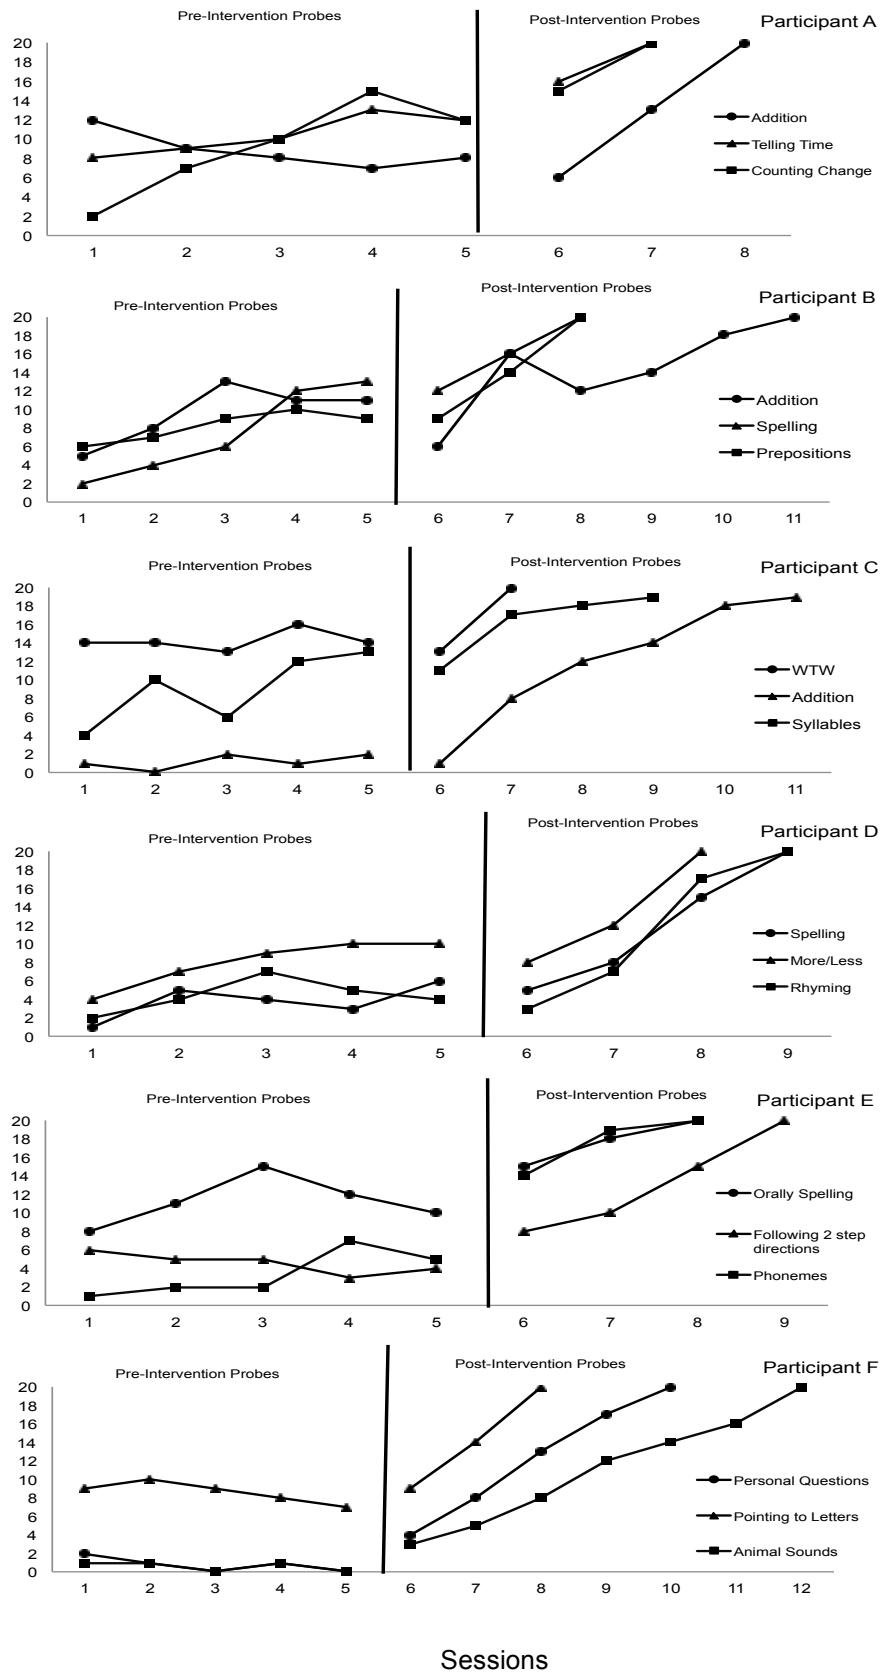 Pre-Intervention Probes
Post-Intervention Probes
Participant A
20
18
16
14
12
10
8
6
4
2
0
Addition
Telling Time
Counting Change
1 2 3 4 5 6 7 8
Pre-Intervention Probes
Post-Intervention Probes
Participant B
20
18
16
14
12
10
8
6
4
2
0
Addition
Spelling
Prepositions
1 2 3 4 5 6 7 8 9 10 11
Pre-Intervention Probes
Post-Intervention Probes
Participant C
20
18
16
14
12
10
8
6
4
2
0
WTW
Addition
Syllables
1 2 3 4 5 6 7 8 9 10 11
Pre-Intervention Probes
Post-Intervention Probes
Participant D
20
18
16
14
12
10
8
6
4
2
0
Spelling
More/Less
Rhyming
1 2 3 4 5 6 7 8 9
Pre-Intervention Probes
Post-Intervention Probes
Participant E
20
18
16
14
12
10
8
6
4
2
0
Orally Spelling
Following 2 step
directions
Phonemes
1 2 3 4 5 6 7 8 9
Pre-Intervention Probes
Post-Intervention Probes
Participant F
20
18
16
14
12
10
8
6
4
2
0
Personal Questions
Pointing to Letters
Animal Sounds
1 2 3 4 5 6 7 8 9 10 11 12
Sessions